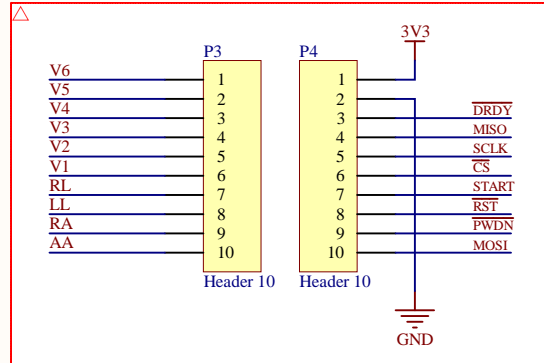 3V3
P3
P4
V6 1
V5 2
V4 3
V3 4
V2 5
V1 6
RL 7
LL 8
RA 9
AA 10
Header 10
1
2
3 DRDY
4 MISO
5 SCLK
6 CS
7 START
8 RST
9 PWDN
10 MOSI
Header 10
GND